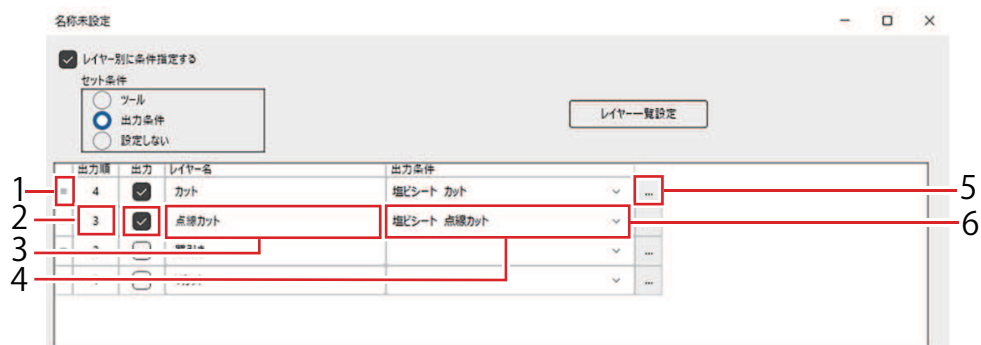 名称未設定
レイヤー別に条件指定する
セット条件
ツール
出力条件
設定しない
レイヤー一覧設定
出力順 出力 レイヤー名 出力条件
1 4 カット 塩ビシート カット ... 5
2 3 点線カット 塩ビシート 点線カット 6
3 ...
4 ...